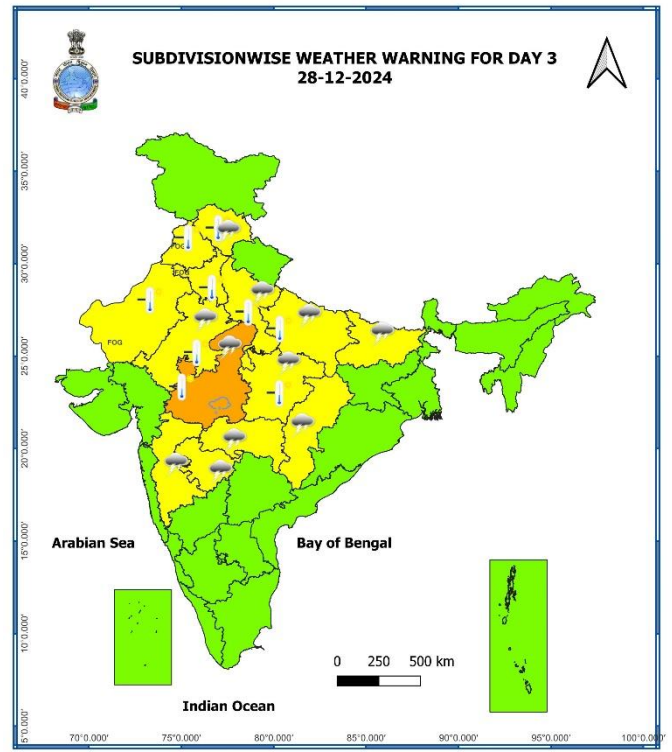 SUBDIVISIONWISE WEATHER WARNING FOR DAY 3
28-12-2024
40°0.000'
35°0.000'
30°0.000'
25°0.000'
20°0.000'
15°0.000'
10°0.000'
5°0.000'
FOG
Arabian Sea
Bay of Bengal
0 250 500 km
Indian Ocean
70°0.000' 75°0.000' 80°0.000' 85°0.000' 90°0.000' 95°0.000' 100°0.000'